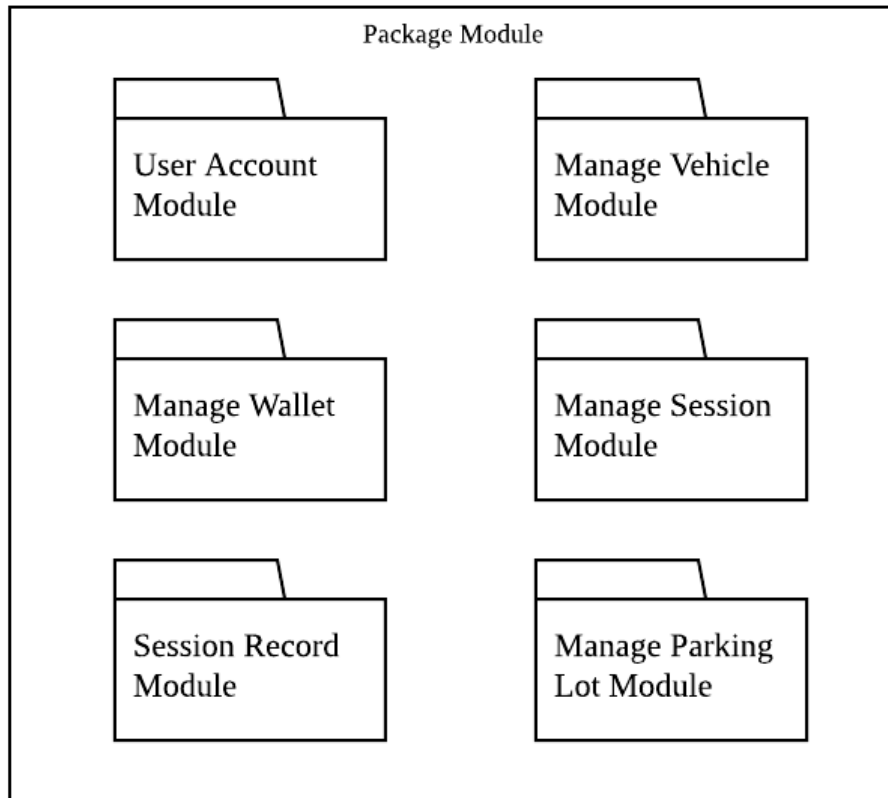 Package Module
User Account
Module
Manage Vehicle
Module
Manage Wallet
Module
Manage Session
Module
Session Record
Module
Manage Parking
Lot Module